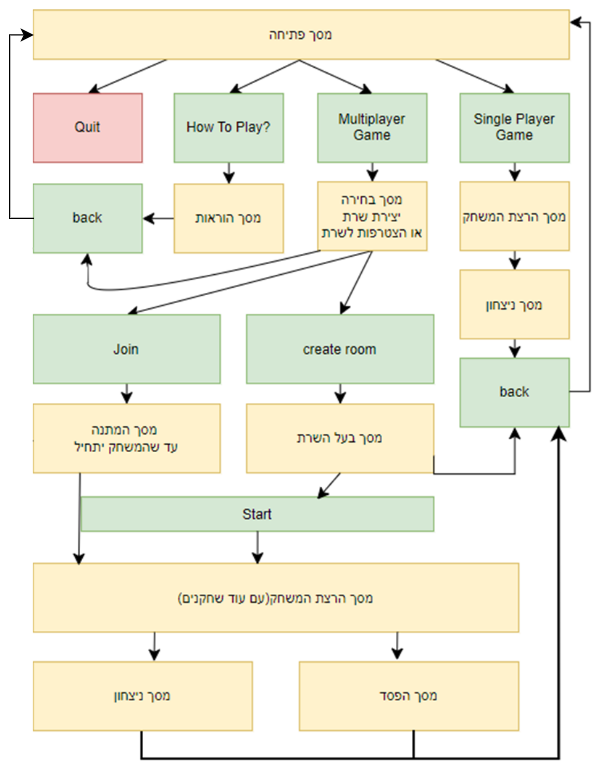 מסך פתיחה
Quit
How To Play?
Multiplayer
Game
Single Player
Game
back
מסך הוראות
מסך בחירה
יצירת שרת
או הצטרפות לשרת
מסך הרצת המשחק
מסך ניצחון
Join
create room
back
מסך המתנה
עד שהמשחק יתחיל
מסך בעל השרת
Start
מסך הרצת המשחק(עם עוד שחקנים)
מסך ניצחון
מסך הפסד